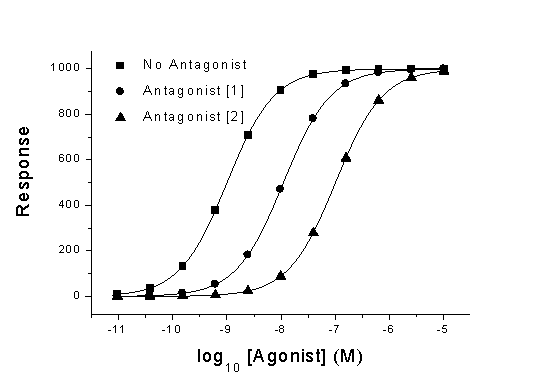 1000
800
600
400
200
0
Response
No Antagonist
Antagonist [1]
Antagonist [2]
-11 -10 -9 -8 -7 -6 -5
log10 [Agonist] (M)